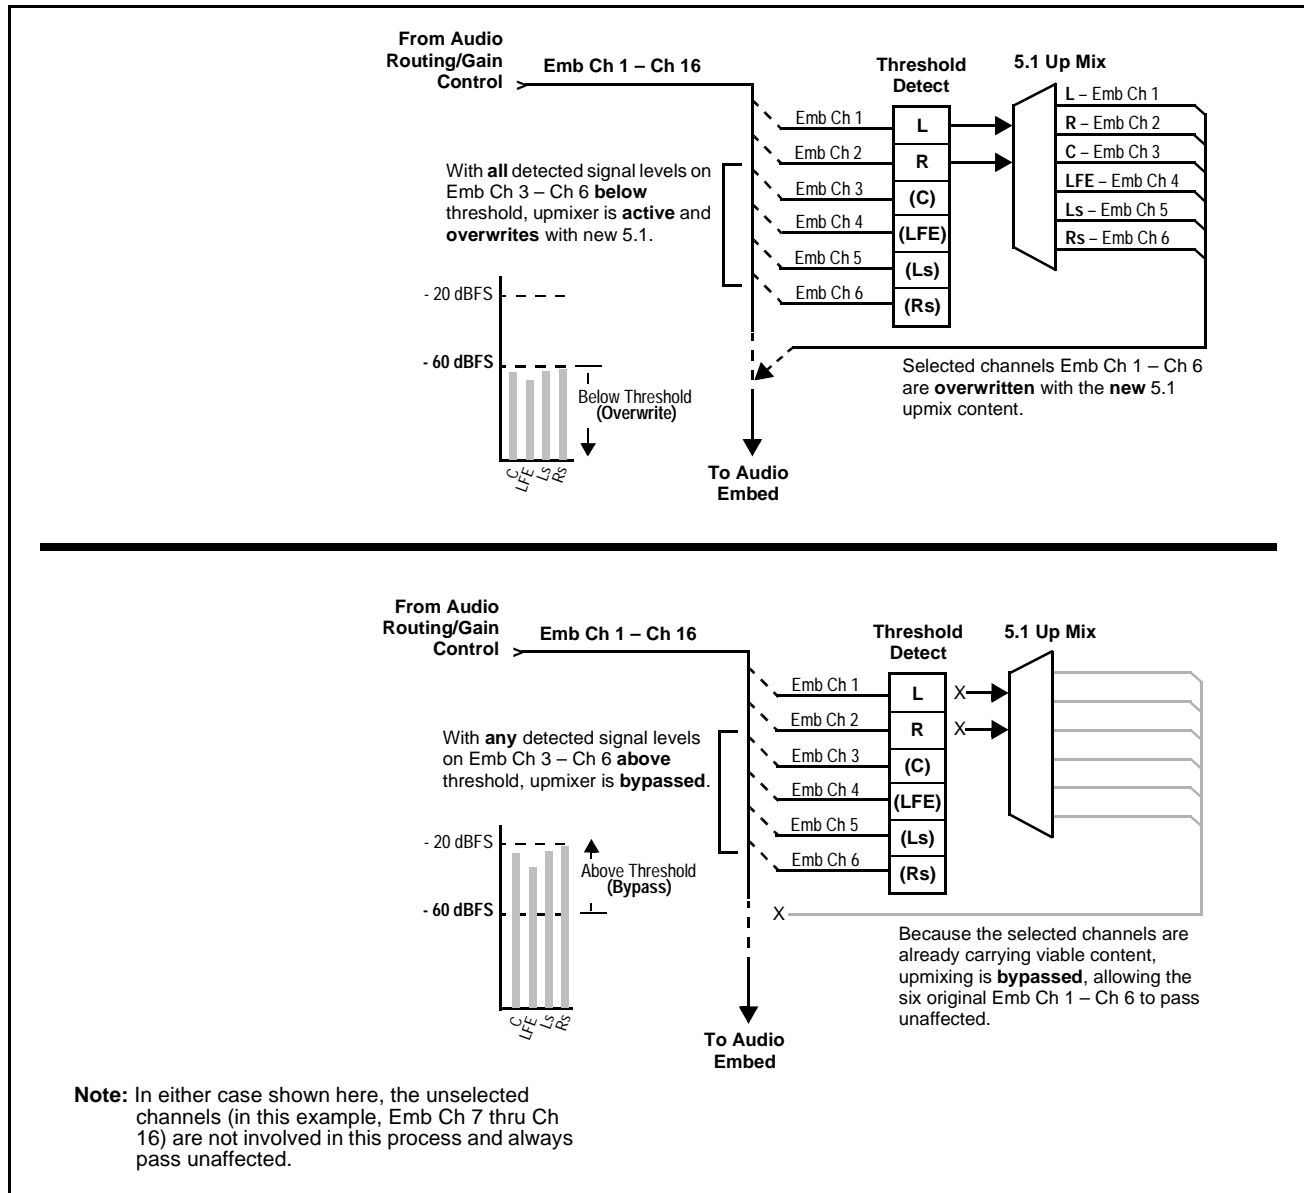 From Audio
Routing/Gain
Control
>
Emb Ch 1 – Ch 16
Threshold
Detect
5.1 Up Mix
Emb Ch 1
Emb Ch 2
Emb Ch 3
Emb Ch 4
Emb Ch 5
Emb Ch 6
L
R
(C)
(LFE)
(Ls)
(Rs)
L – Emb Ch 1
R – Emb Ch 2
C – Emb Ch 3
LFE – Emb Ch 4
Ls – Emb Ch 5
Rs – Emb Ch 6
With all detected signal levels on
Emb Ch 3 – Ch 6 below
threshold, upmixer is active and
overwrites with new 5.1.
- 20 dBFS
- 60 dBFS
Below Threshold
(Overwrite)
C
LFE
Ls
Rs
Selected channels Emb Ch 1 – Ch 6
are overwritten with the new 5.1
upmix content.
To Audio
Embed
From Audio
Routing/Gain
Control
>
Emb Ch 1 – Ch 16
Threshold
Detect
5.1 Up Mix
Emb Ch 1
Emb Ch 2
Emb Ch 3
Emb Ch 4
Emb Ch 5
Emb Ch 6
L
R
(C)
(LFE)
(Ls)
(Rs)
X
X
With any detected signal levels
on Emb Ch 3 – Ch 6 above
threshold, upmixer is bypassed.
- 20 dBFS
- 60 dBFS
Above Threshold
(Bypass)
C
LFE
Ls
Rs
X
Because the selected channels are
already carrying viable content,
upmixing is bypassed, allowing the
six original Emb Ch 1 – Ch 6 to pass
unaffected.
To Audio
Embed
Note: In either case shown here, the unselected
channels (in this example, Emb Ch 7 thru Ch
16) are not involved in this process and always
pass unaffected.